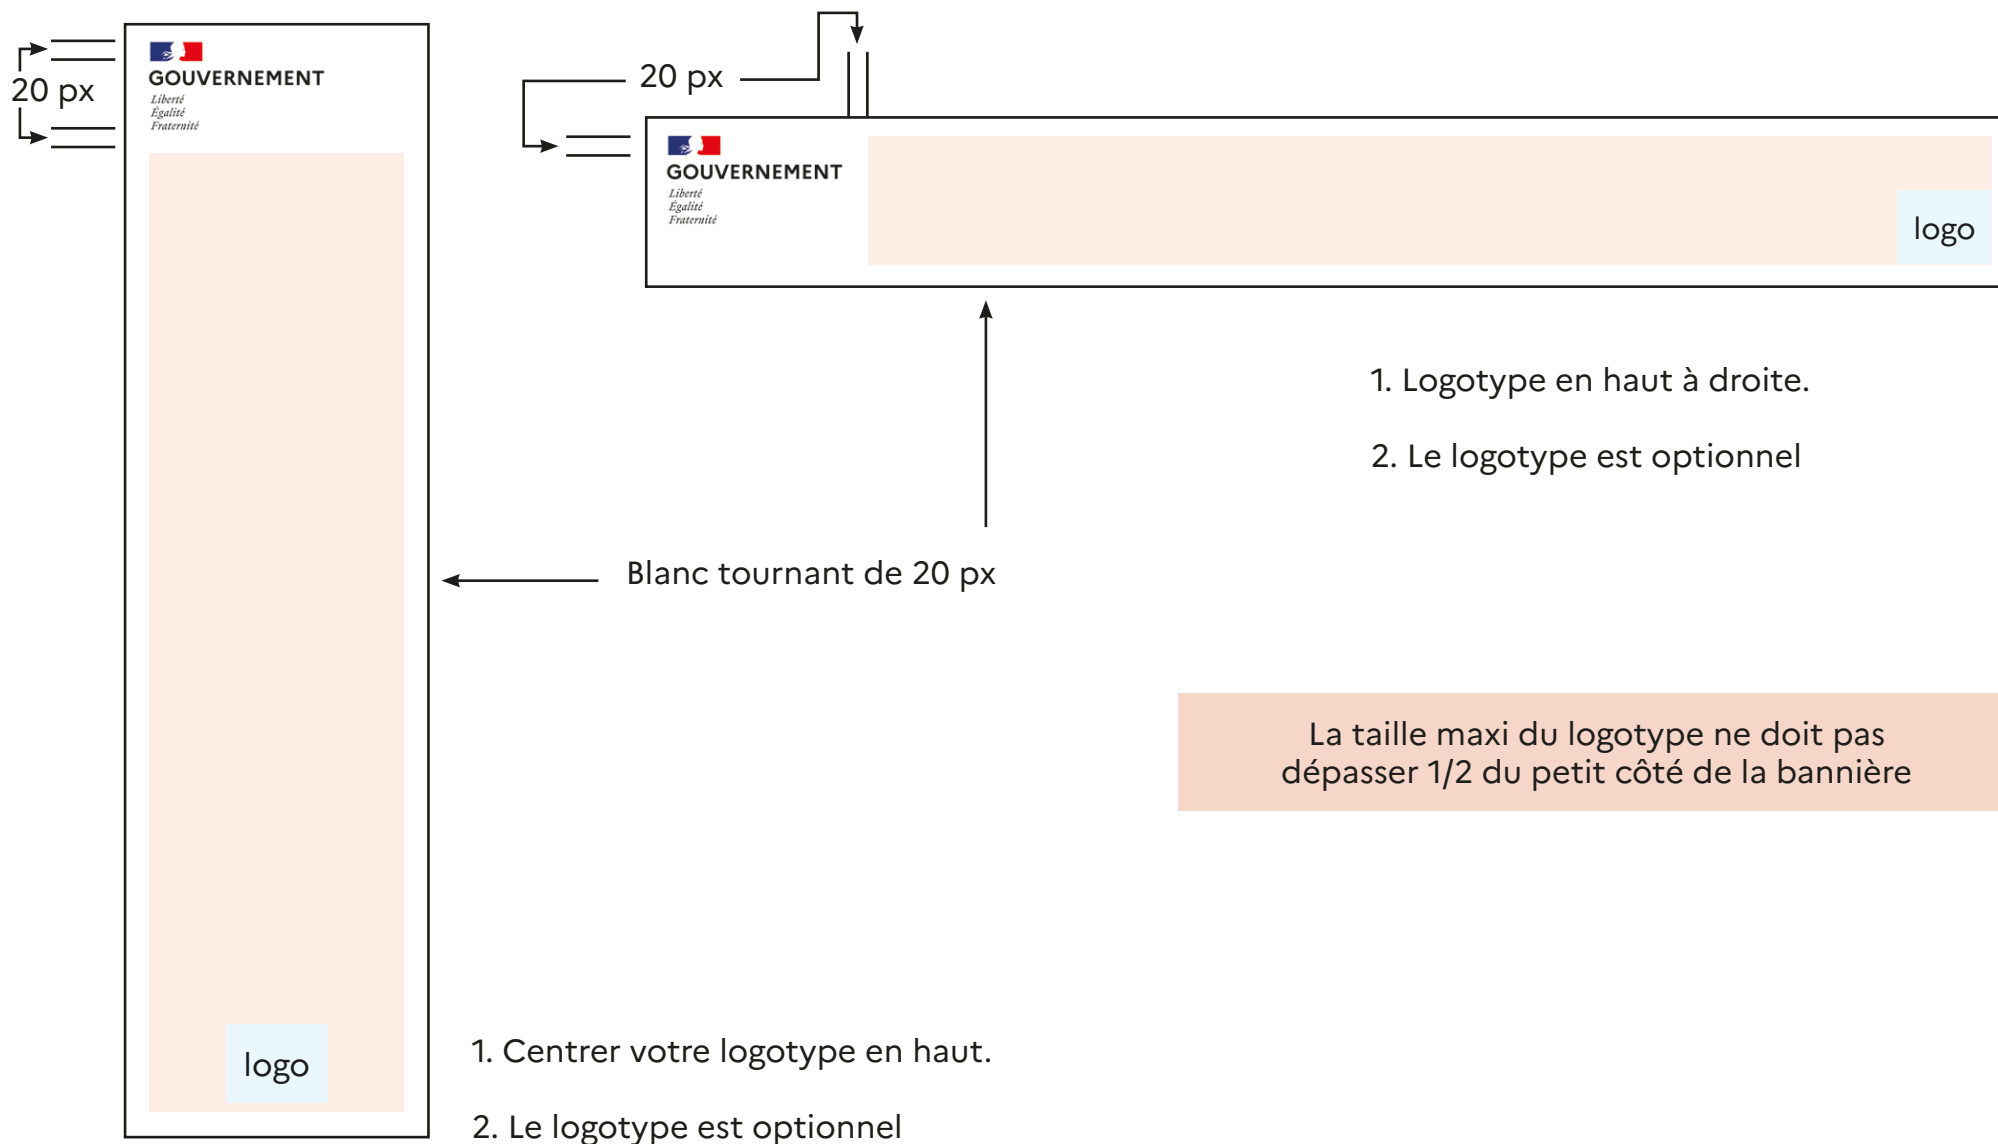 20 px
GOUVERNEMENT
Liberté
Égalité
Fraternité
logo
20 px
GOUVERNEMENT
Liberté
Égalité
Fraternité
logo
1. Logotype en haut à droite.
2. Le logotype est optionnel
Blanc tournant de 20 px
La taille maxi du logotype ne doit pas
dépasser 1/2 du petit côté de la bannière
1. Centrer votre logotype en haut.
2. Le logotype est optionnel